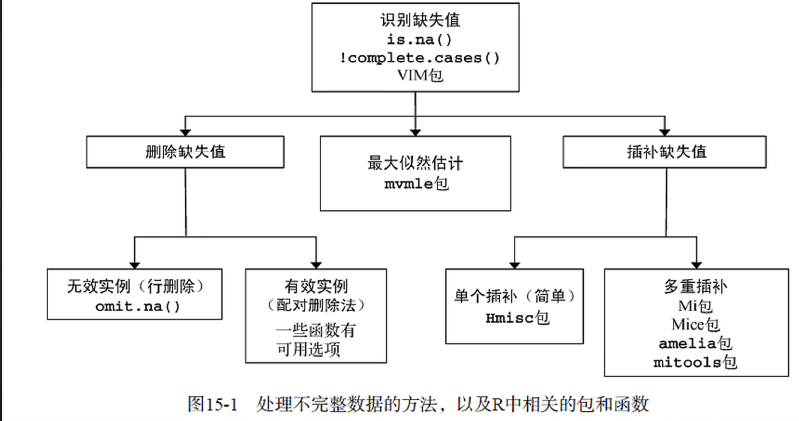 识别缺失值
is.na()
!complete.cases()
VIM包
删除缺失值
最大似然估计
mvmle包
插补缺失值
无效实例（行删除）
omit.na()
有效实例
（配对删除法）
一些函数有
可用选项
单个插补（简单）
Hmisc包
多重插补
Mi包
Mice包
amelia包
mitools包
图15-1 处理不完整数据的方法，以及R中相关的包和函数